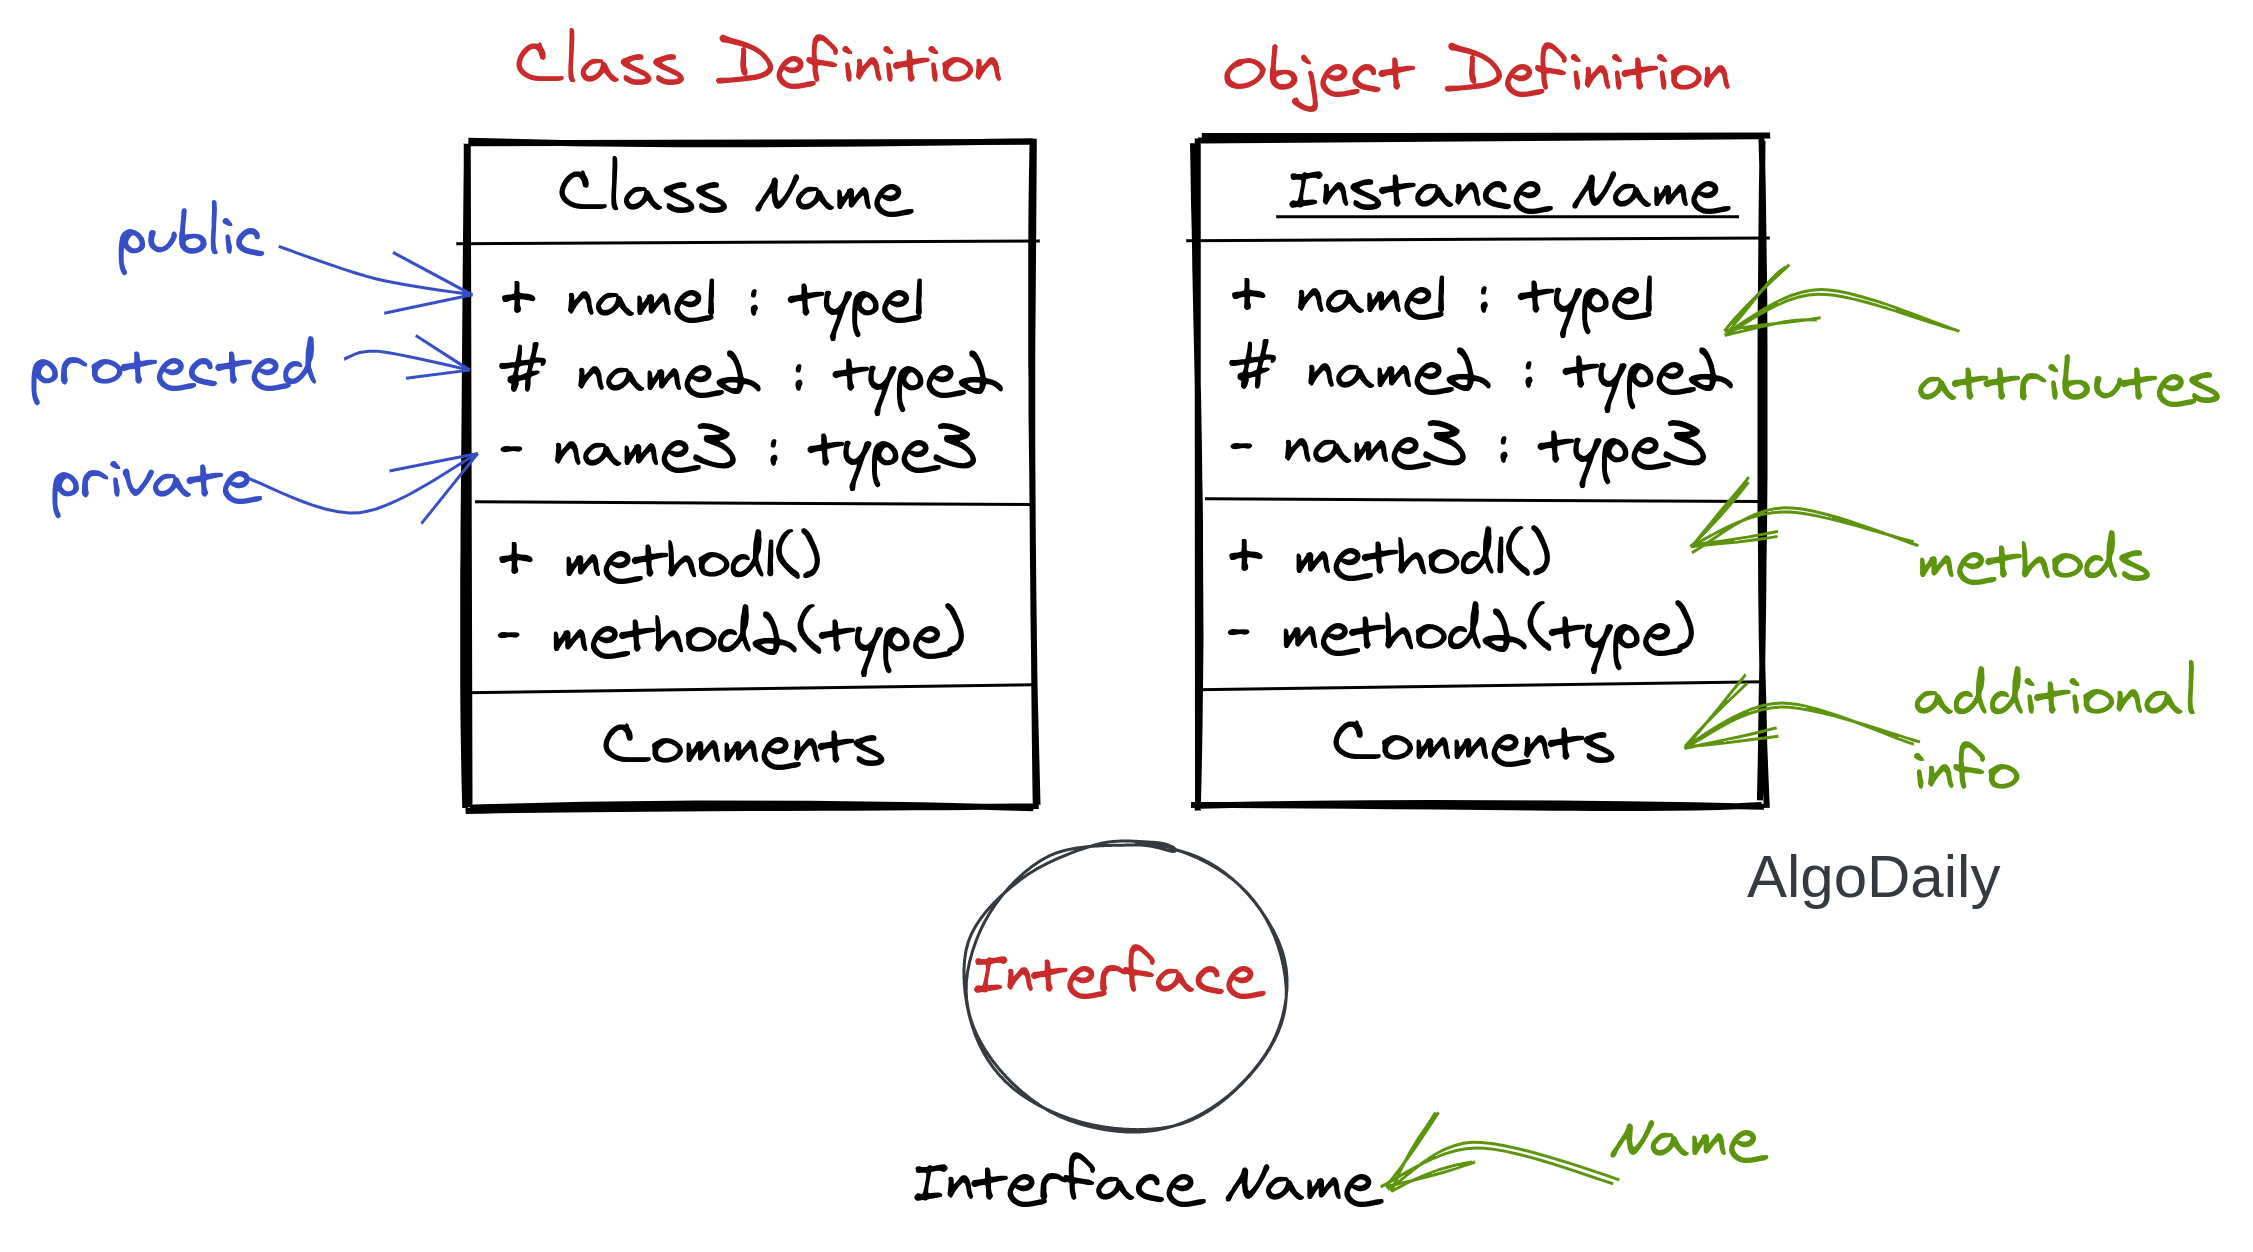 Class Definition
Object Definition
Class Name
Instance Name
public
protected
private
+ name1 : type1
# name2 : type2
- name3 : type3
+ method1()
- method2(type)
Comments
+ name1 : type1
# name2 : type2
- name3 : type3
+ method1()
- method2(type)
Comments
attributes
methods
additional
info
AlgoDaily
Interface
Interface Name
Name